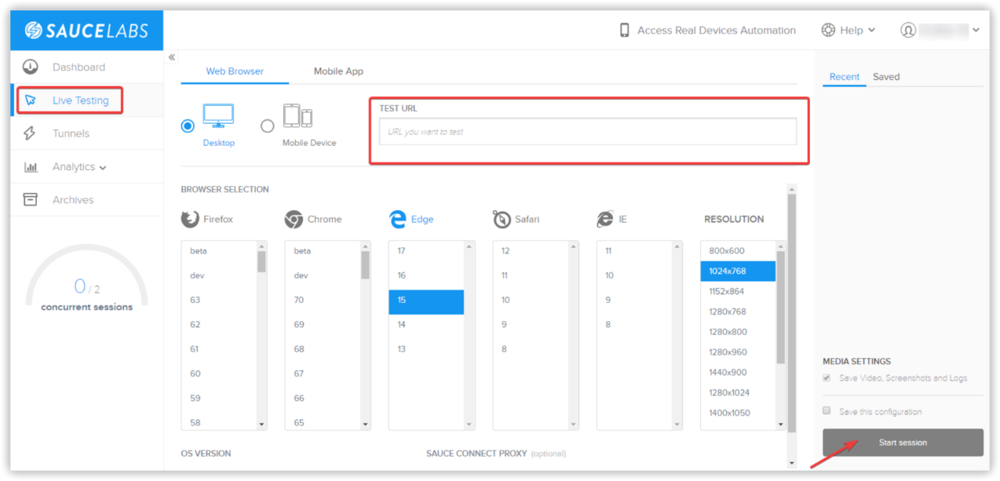 SAUCELABS
Access Real Devices Automation
Help
Dashboard
Live Testing
Tunnels
Analytics
Archives
0 / 2
concurrent sessions
Web Browser
Mobile App
Desktop
Mobile Device
TEST URL
URL you want to test
BROWSER SELECTION
Firefox
beta
dev
63
62
61
60
59
58
Chrome
beta
dev
70
69
68
67
66
65
Edge
17
16
15
14
13
Safari
12
11
10
9
8
IE
11
10
9
8
RESOLUTION
800x600
1024x768
1152x864
1280x768
1280x800
1280x960
1440x900
1280x1024
1400x1050
OS VERSION
SAUCE CONNECT PROXY (optional)
Recent
Saved
MEDIA SETTINGS
Save Video, Screenshots and Logs
Save this configuration
Start session